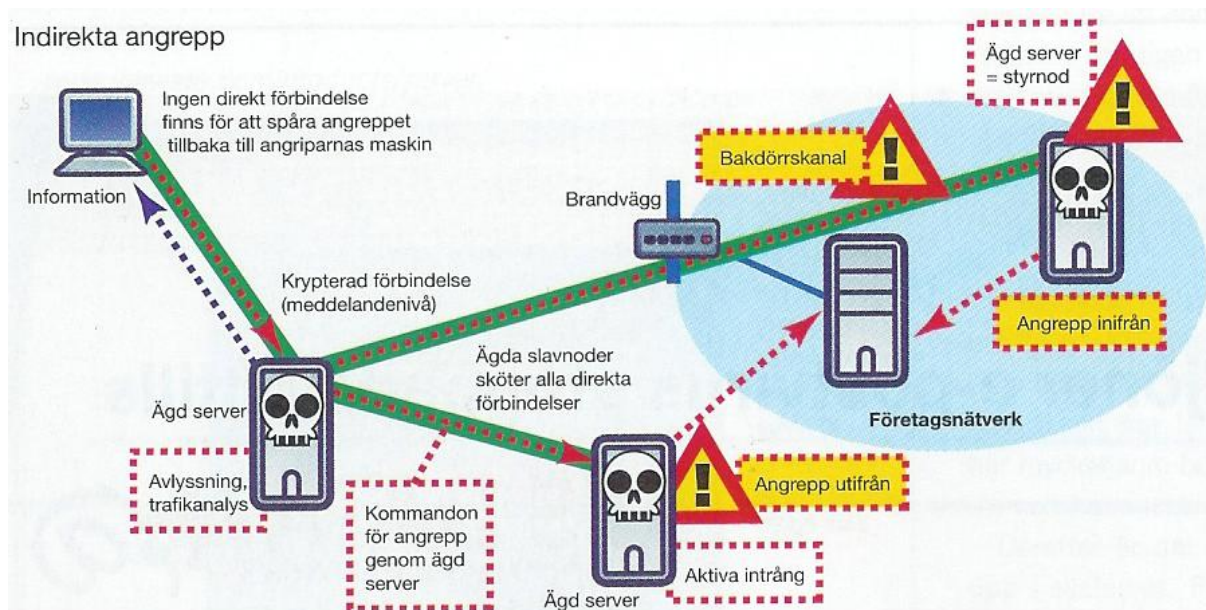 Indirekta angrepp
Ingen direkt förbindelse
finns för att spåra angreppet
tillbaka till angriparnas maskin
Information
Ägd server
= styrnod
Bakdörrskanal
Brandvägg
Krypterad förbindelse
(meddelandenivå)
Angrepp inifrån
Ägda slavnoder
sköter alla direkta
förbindelser
Företagsnätverk
Ägd server
Avlyssning,
trafikanalys
Kommandon
för angrepp
genom ägd
server
Angrepp utifrån
Aktiva intrång
Ägd server